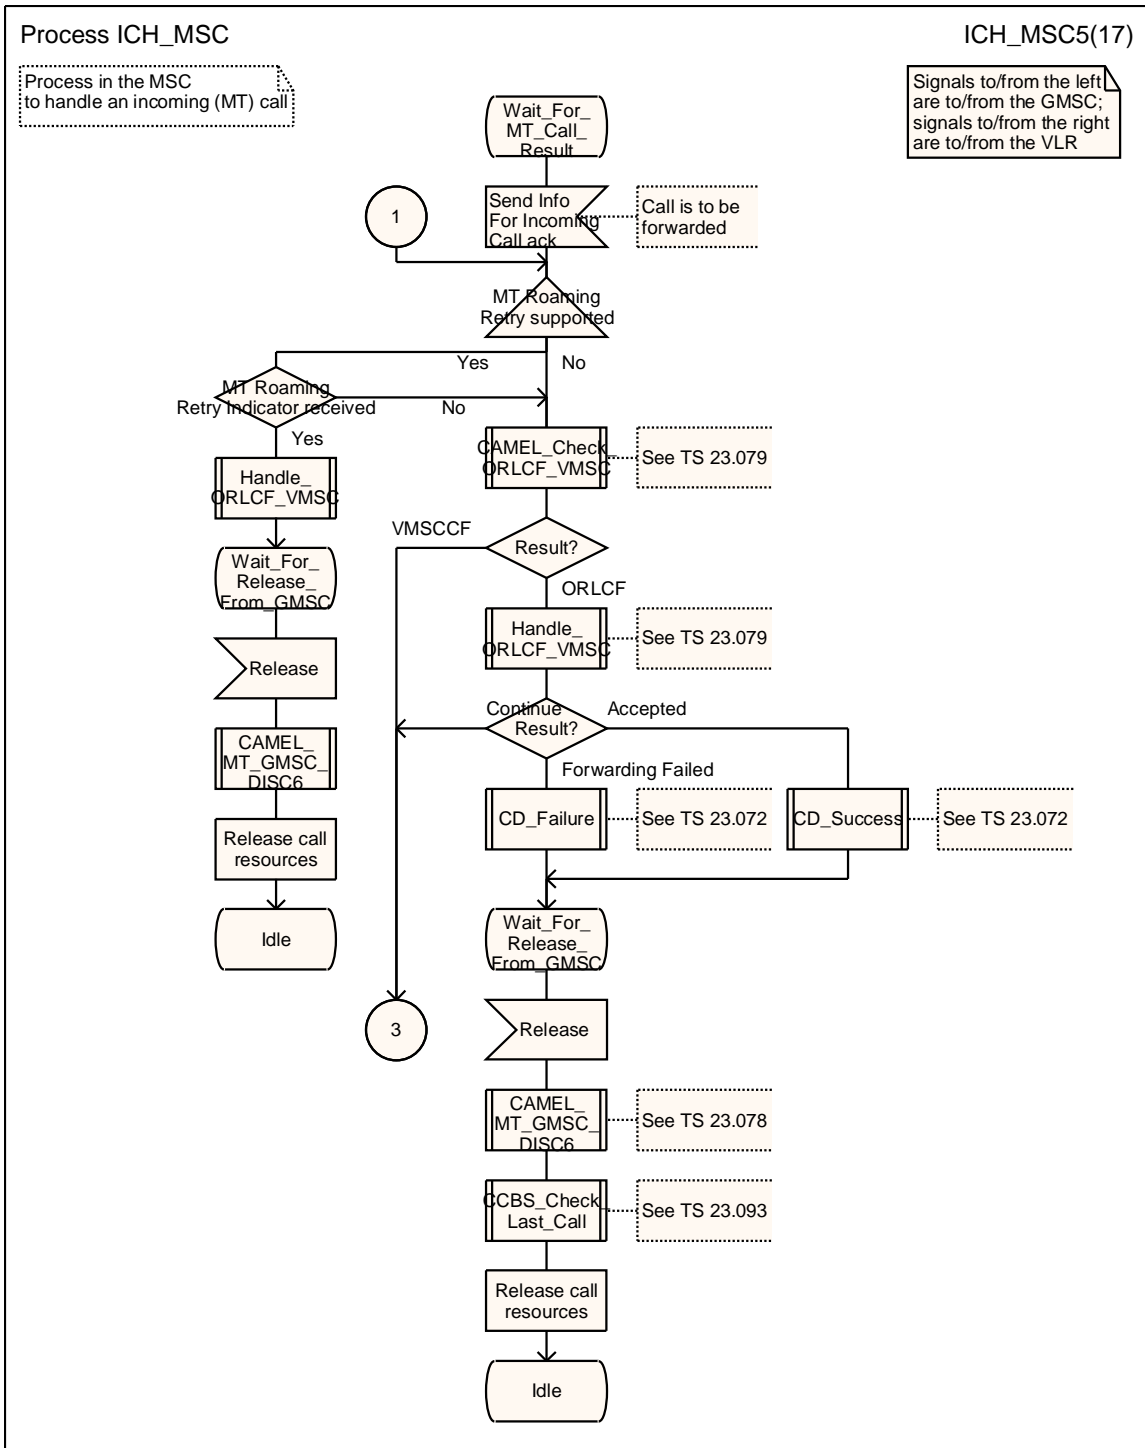 Process ICH_MSC
ICH_MSC5(17)
Process in the MSC
to handle an incoming (MT) call
Signals to/from the left
are to/from the GMSC;
signals to/from the right
are to/from the VLR
Wait_For_
MT_Call_
Result
1
Send Info
For Incoming
Call ack
Call is to be
forwarded
MT Roaming
Retry supported
Yes
No
MT Roaming
Retry Indicator received
No
Yes
CAMEL_Check_
ORLCF_VMSC
See TS 23.079
Handle_
ORLCF_VMSC
VMSCCF
Result?
Wait_For_
Release_
From_GMSC
ORLCF
Handle_
ORLCF_VMSC
See TS 23.079
Release
Continue
Accepted
Result?
CAMEL_
MT_GMSC_
DISC6
Forwarding Failed
CD_Failure
See TS 23.072
CD_Success
See TS 23.072
Release call
resources
Wait_For_
Release_
From_GMSC
Idle
3
Release
CAMEL_
MT_GMSC_
DISC6
See TS 23.078
CCBS_Check_
Last_Call
See TS 23.093
Release call
resources
Idle